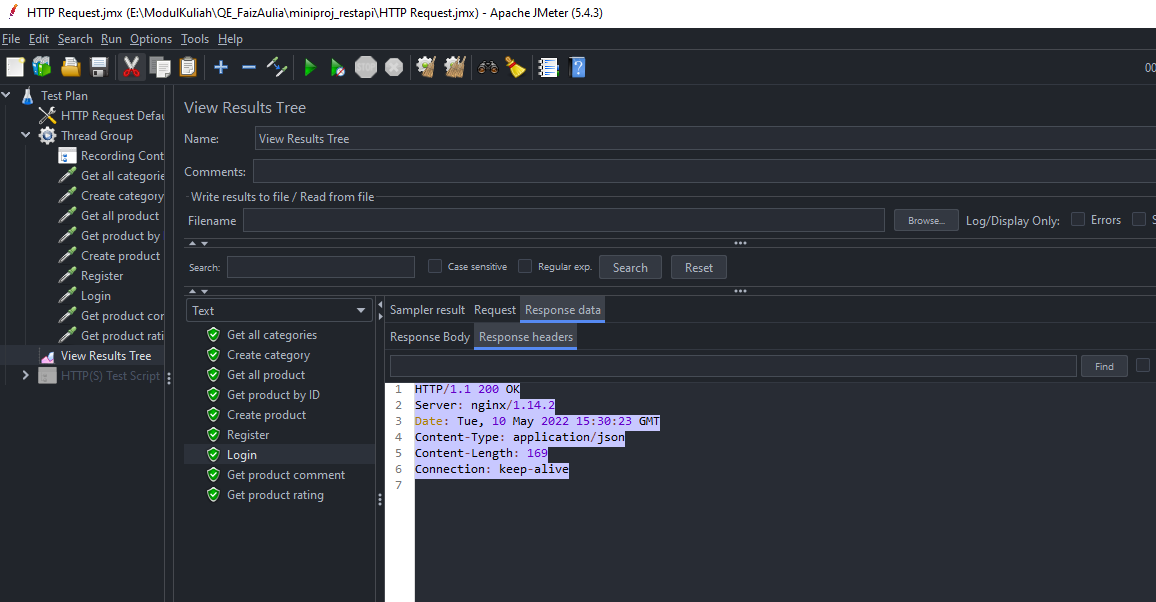 HTTP Request.jmx (E:\ModulKuliah\QE_FaizAulia\miniproj_restapi\HTTP Request.jmx) - Apache JMeter (5.4.3)
File Edit Search Run Options Tools Help
00
Test Plan
HTTP Request Defau
Thread Group
Recording Cont
Get all categorie
Create category
Get all product
Get product by
Create product
Register
Login
Get product cor
Get product rati
View Results Tree
HTTP(S) Test Script
View Results Tree
Name: View Results Tree
Comments:
Write results to file / Read from file
Filename Browse... Log/Display Only: Errors S
Search: Case sensitive Regular exp. Search Reset
Text
Get all categories
Create category
Get all product
Get product by ID
Create product
Register
Login
Get product comment
Get product rating
Sampler result Request Response data
Response Body Response headers
Find
1 HTTP/1.1 200 OK
2 Server: nginx/1.14.2
3 Date: Tue, 10 May 2022 15:30:23 GMT
4 Content-Type: application/json
5 Content-Length: 169
6 Connection: keep-alive
7